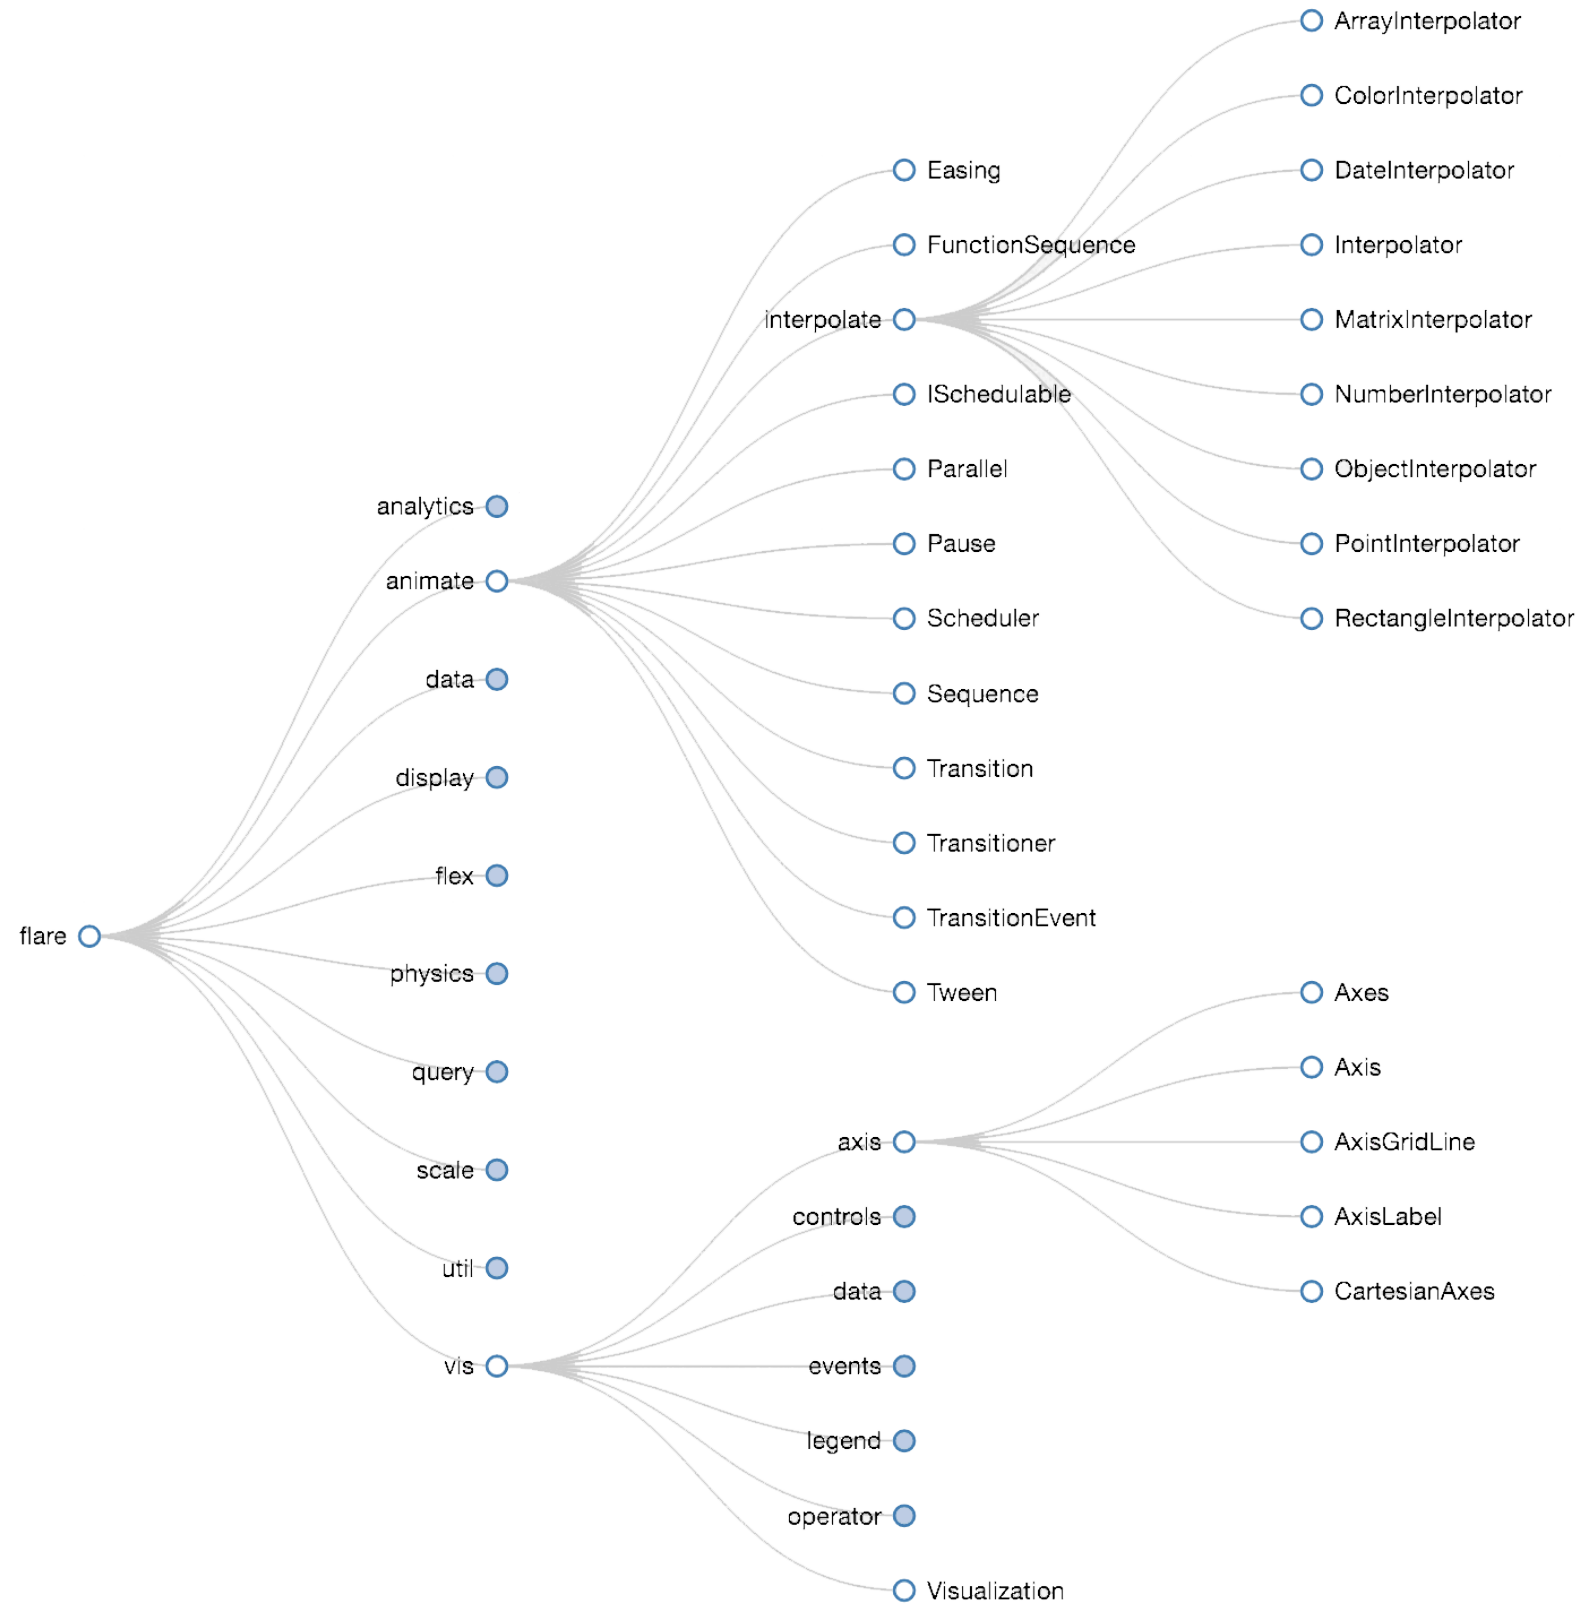 ArrayInterpolator
ColorInterpolator
Easing
DateInterpolator
FunctionSequence
Interpolator
interpolate
MatrixInterpolator
ISchedulable
NumberInterpolator
Parallel
ObjectInterpolator
analytics
Pause
PointInterpolator
animate
Scheduler
RectangleInterpolator
data
Sequence
display
Transition
Transitioner
flex
TransitionEvent
flare
physics
Tween
Axes
query
Axis
axis
AxisGridLine
scale
controls
AxisLabel
util
data
CartesianAxes
vis
events
legend
operator
Visualization